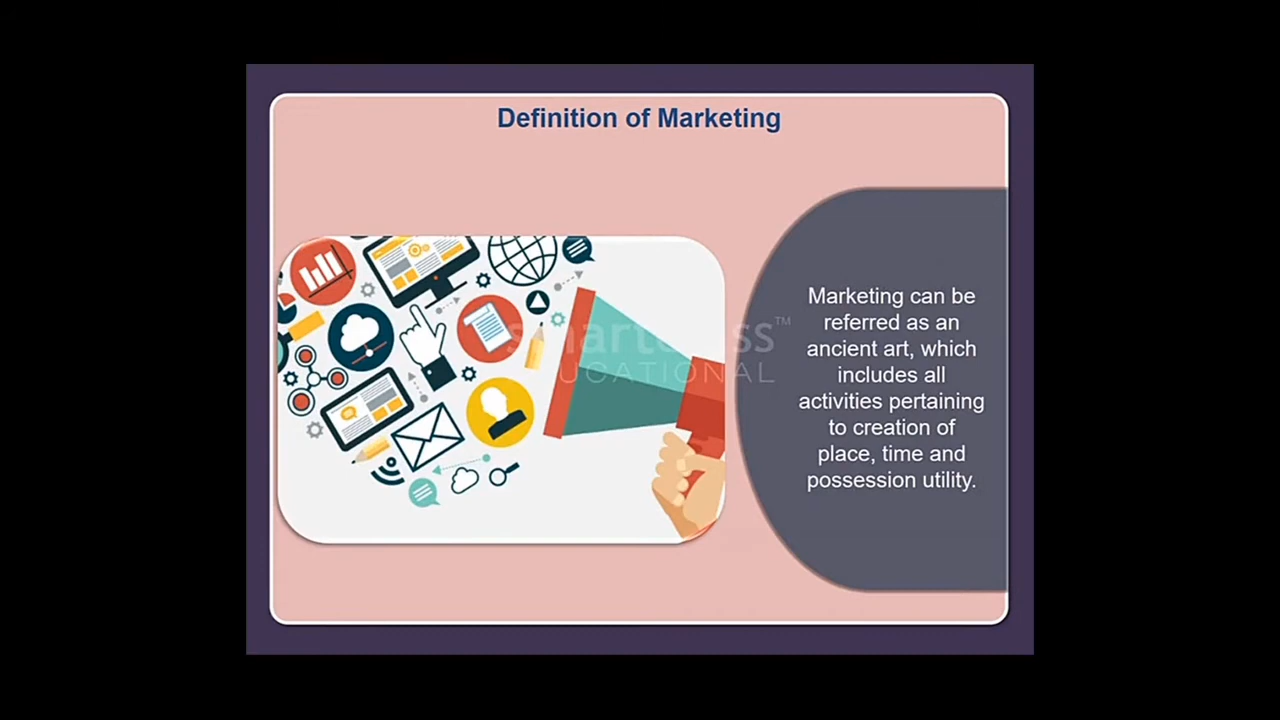 Definition of Marketing
Marketing can be
referred as an
ancient art, which
includes all
activities pertaining
to creation of
place, time and
possession utility.
TM